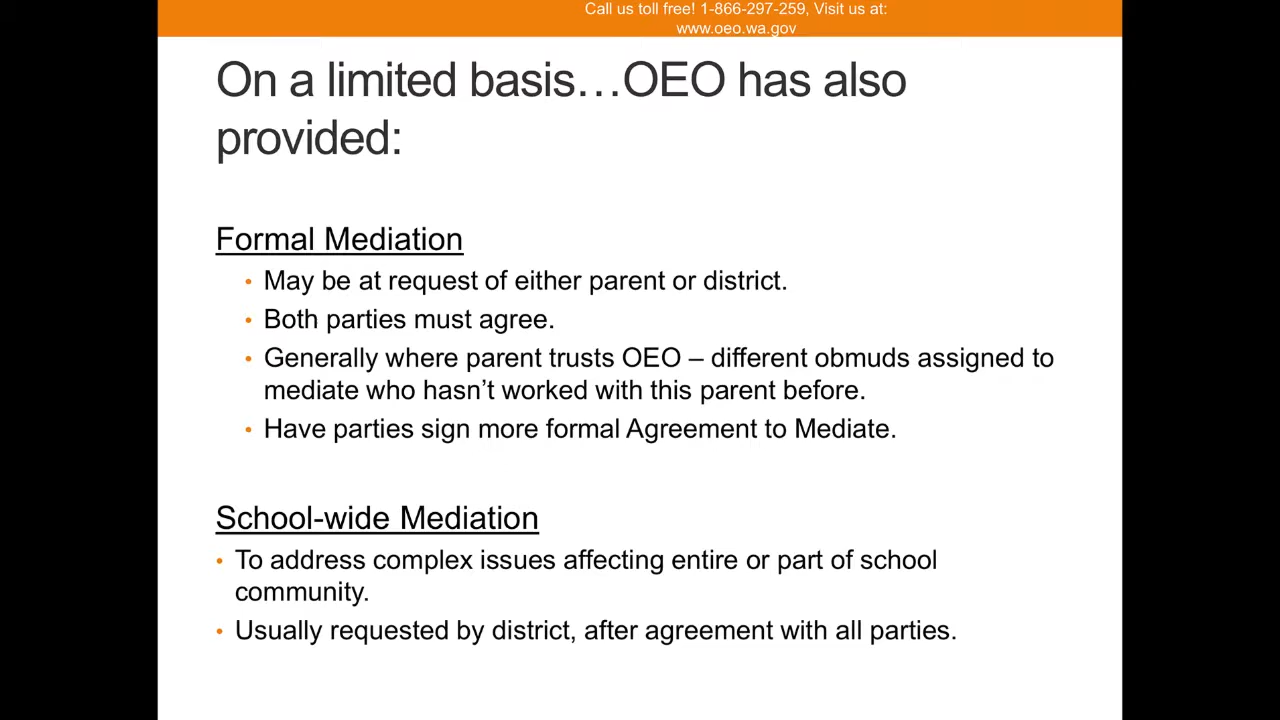 Call us toll free! 1-866-297-259, Visit us at:
www.oeo.wa.gov
On a limited basis…OEO has also
provided:
Formal Mediation
• May be at request of either parent or district.
• Both parties must agree.
• Generally where parent trusts OEO – different obmuds assigned to
mediate who hasn’t worked with this parent before.
• Have parties sign more formal Agreement to Mediate.
School-wide Mediation
• To address complex issues affecting entire or part of school
community.
• Usually requested by district, after agreement with all parties.